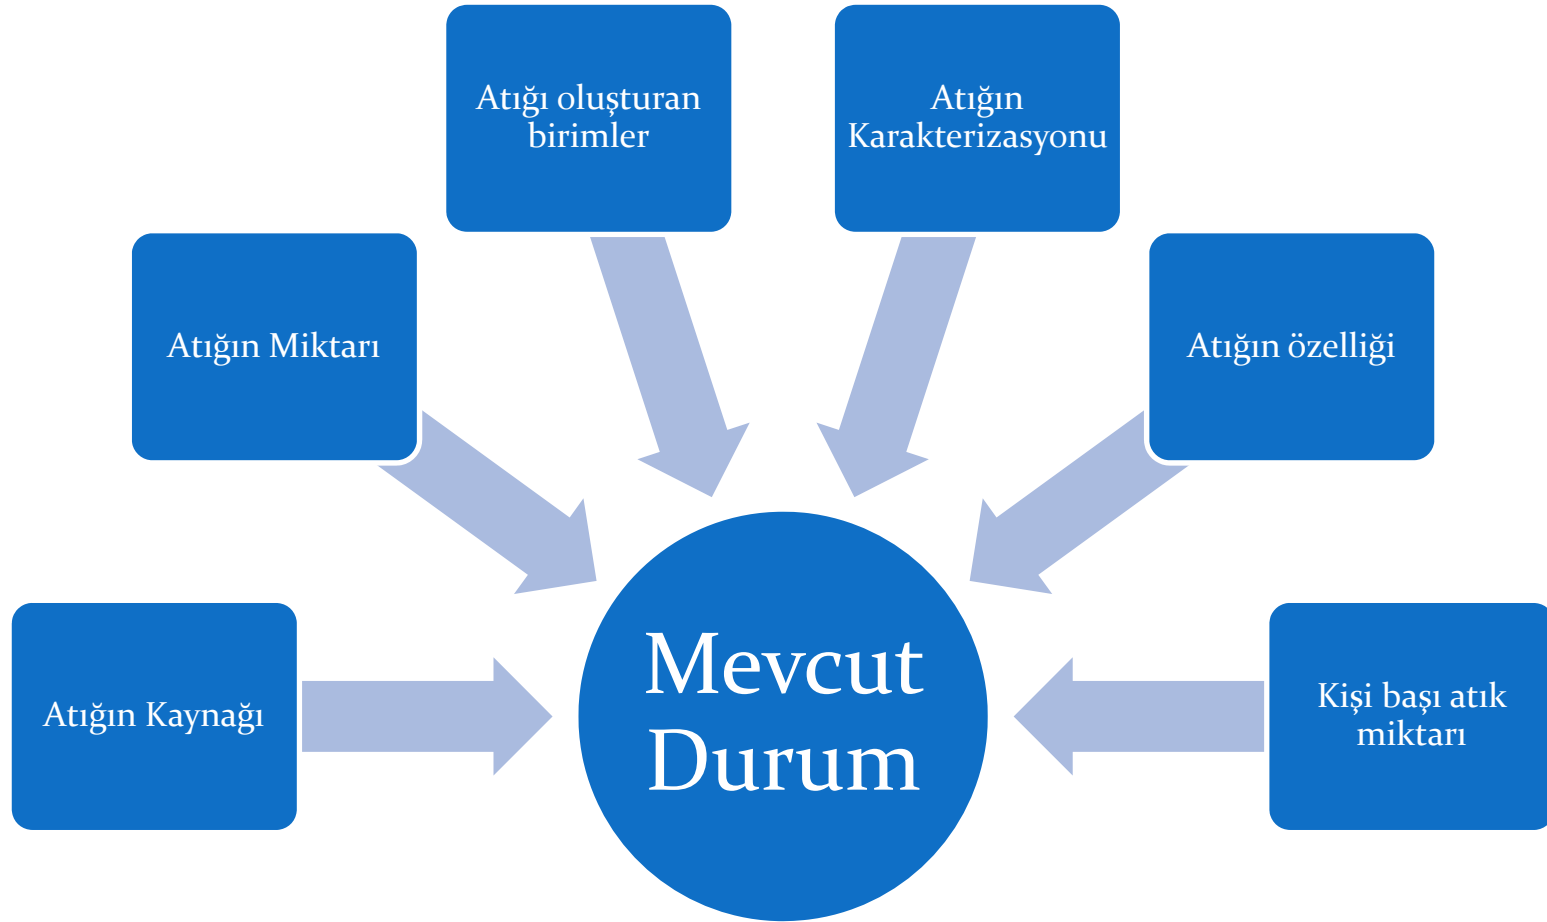 Atığı oluşturan
birimler
Atığın
Karakterizasyonu
Atığın Miktarı
Atığın özelliği
Atığın Kaynağı
Mevcut
Durum
Kişi başı atık
miktarı